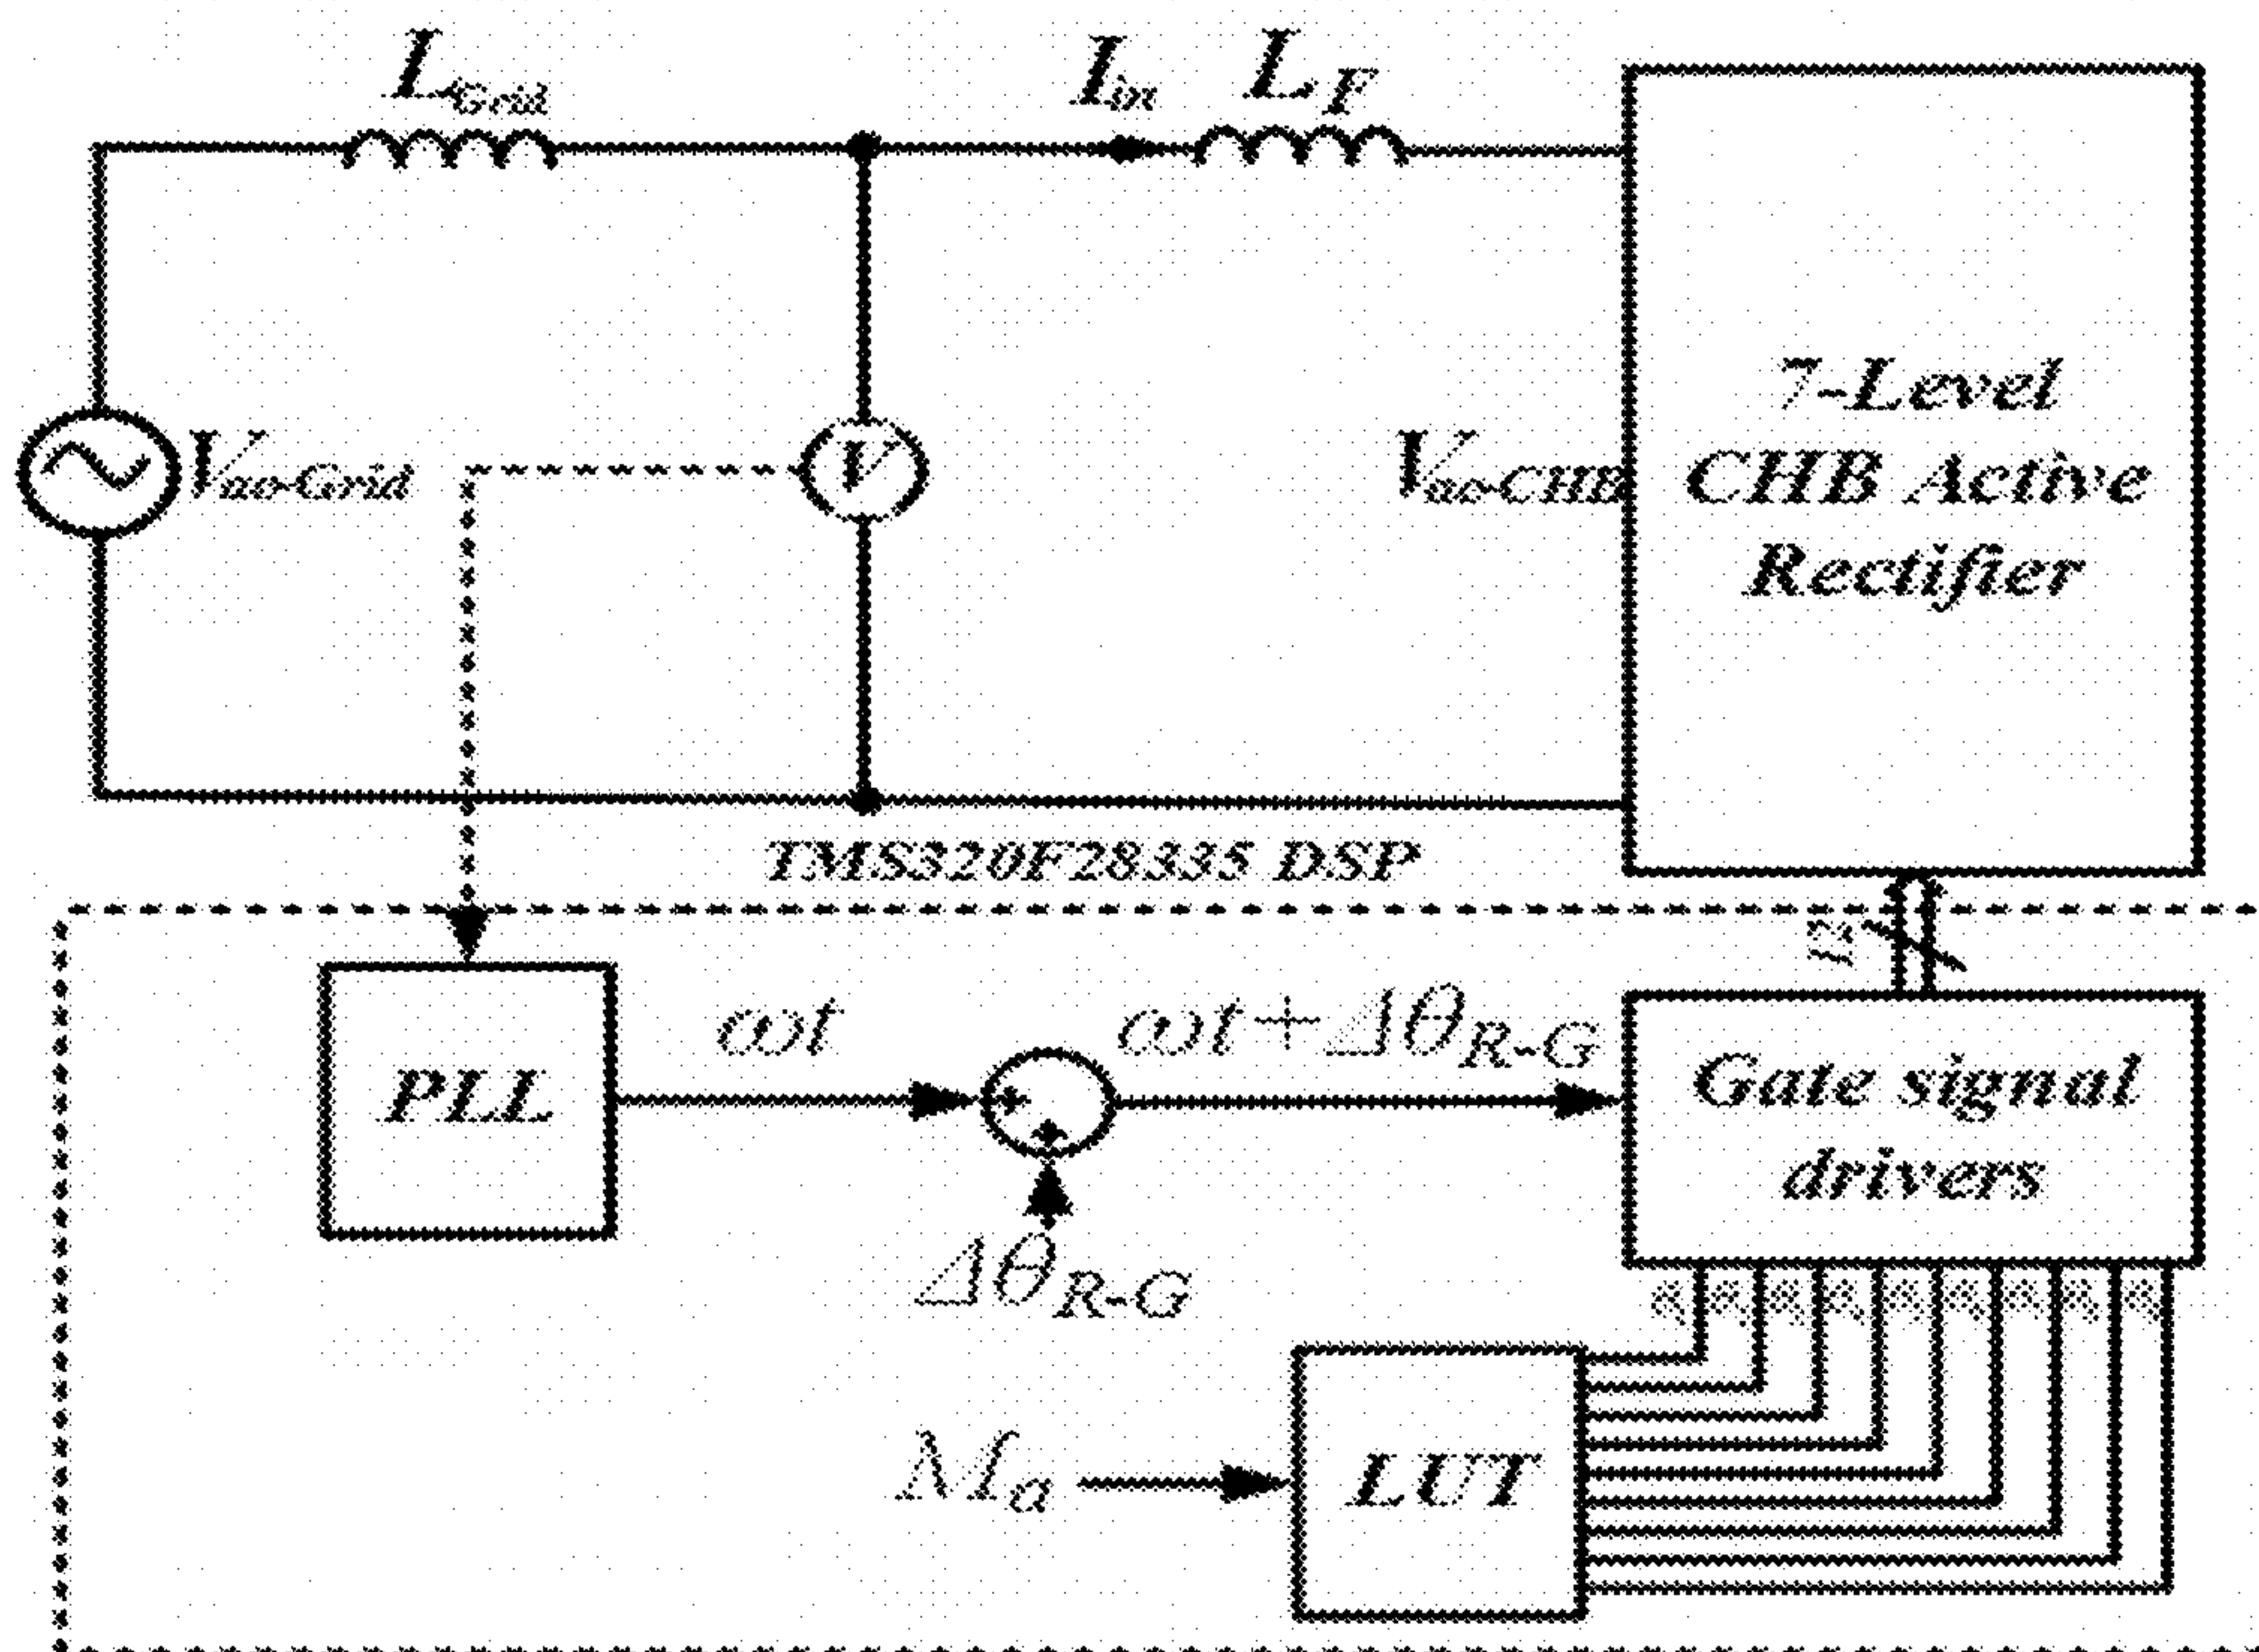 L_Grid
I_in
L_F
V_ac-Grid
V
V_ac-CHB
7-Level
CHB Active
Rectifier
TMS320F28335 DSP
12
PLL
ωt
ωt+Δθ_R-G
+
+
Δθ_R-G
Gate signal
drivers
M_a
LUT